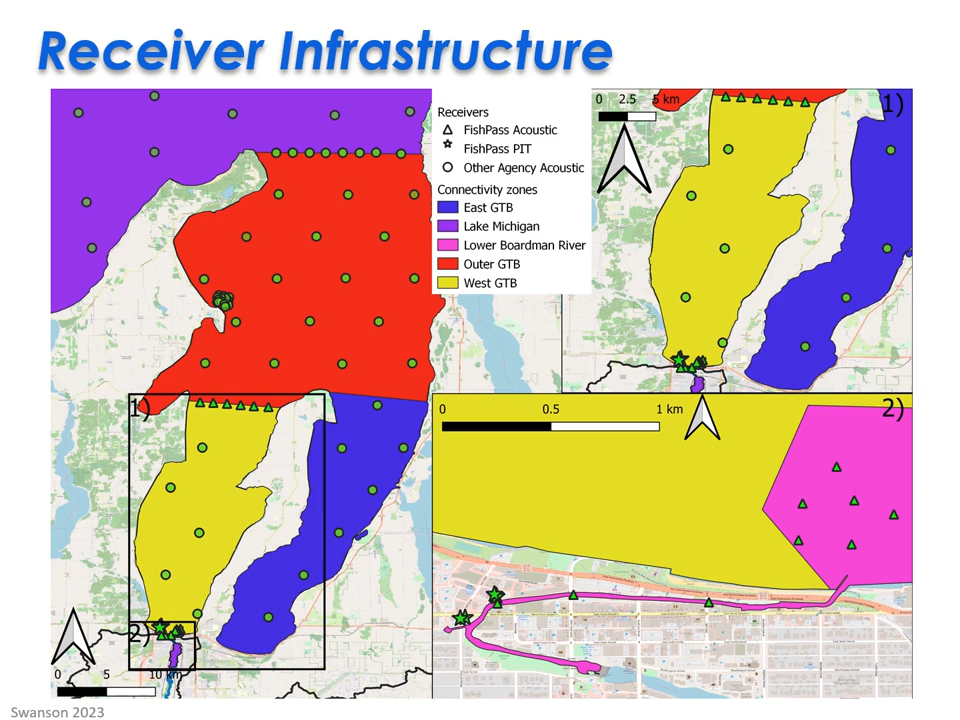 Receiver Infrastructure
Receivers
FishPass Acoustic
FishPass PIT
Other Agency Acoustic
Connectivity zones
East GTB
Lake Michigan
Lower Boardman River
Outer GTB
West GTB
0 2.5 5 km
1)
1)
2)
0 5 10 km
2)
0 0.5 1 km
Swanson 2023